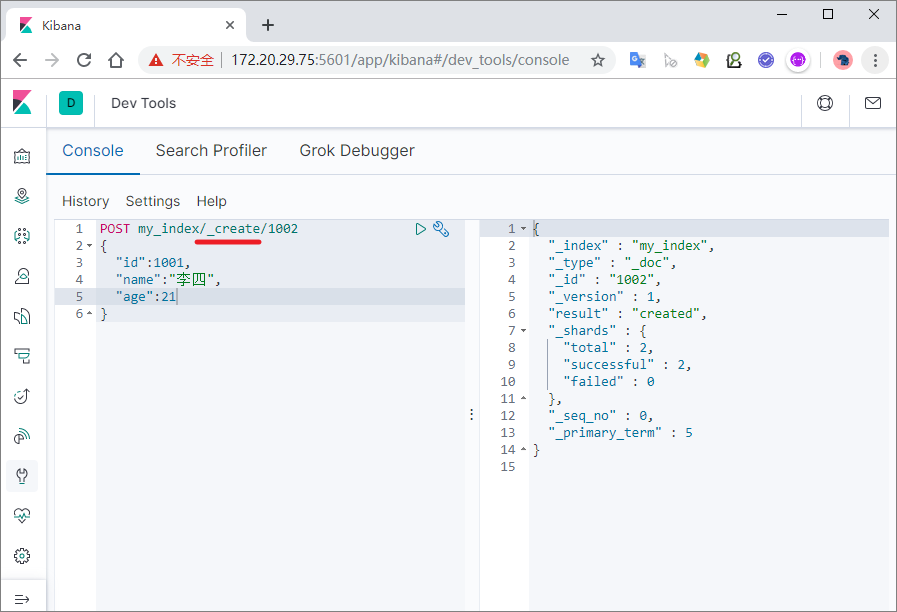 Kibana
不安全 172.20.29.75:5601/app/kibana#/dev_tools/console
D Dev Tools
Console Search Profiler Grok Debugger
History Settings Help
1 POST my_index/_create/1002
2 {
3 "id":1001,
4 "name":"李四",
5 "age":21
6 }
1 {
2 "_index" : "my_index",
3 "_type" : "_doc",
4 "_id" : "1002",
5 "_version" : 1,
6 "result" : "created",
7 "_shards" : {
8 "total" : 2,
9 "successful" : 2,
10 "failed" : 0
11 },
12 "_seq_no" : 0,
13 "_primary_term" : 5
14 }
15